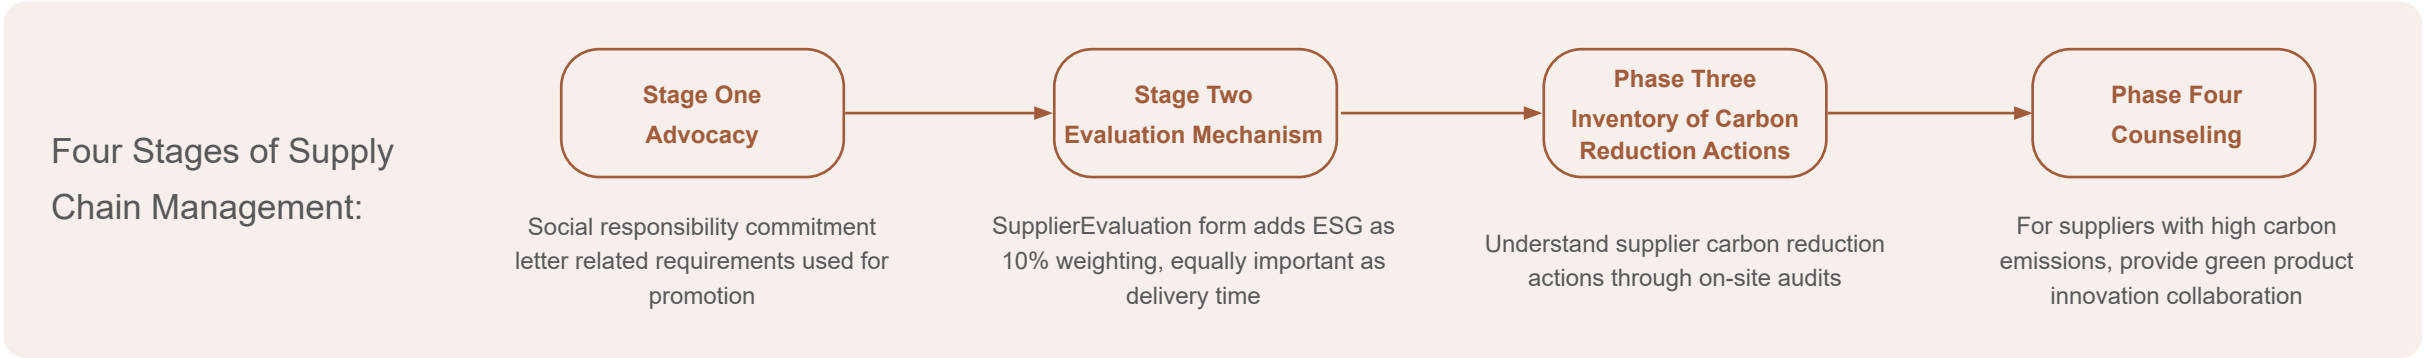 Four Stages of Supply
Chain Management:
Stage One
Advocacy
Social responsibility commitment
letter related requirements used for
promotion
Stage Two
Evaluation Mechanism
SupplierEvaluation form adds ESG as
10% weighting, equally important as
delivery time
Phase Three
Inventory of Carbon
Reduction Actions
Understand supplier carbon reduction
actions through on-site audits
Phase Four
Counseling
For suppliers with high carbon
emissions, provide green product
innovation collaboration